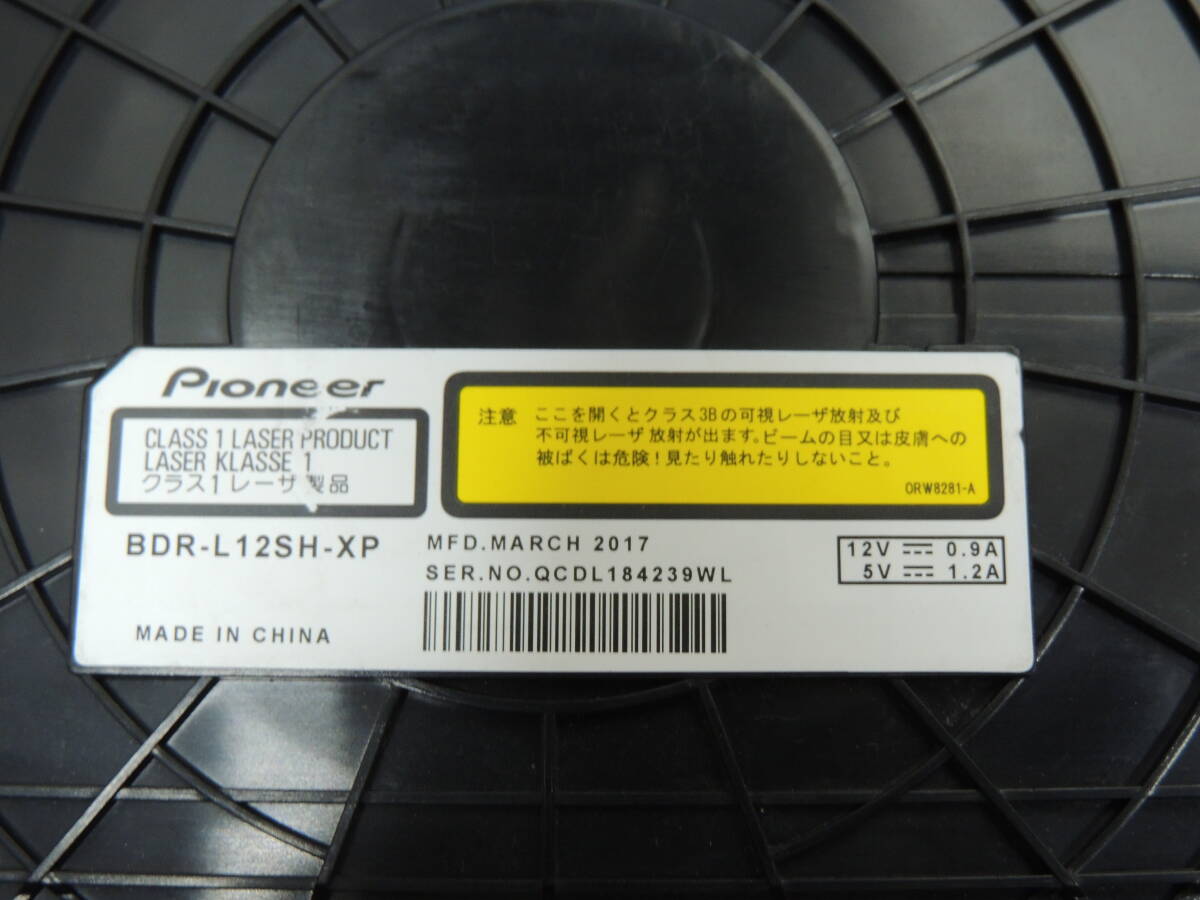 Pioneer
CLASS 1 LASER PRODUCT
LASER KLASSE 1
クラス1 レーザ製品
注意 ここを開くとクラス3Bの可視レーザ放射及び
不可視レーザ放射が出ます。ビームの目又は皮膚への
被ばくは危険!見たり触れたりしないこと。
ORW8281-A
BDR-L12SH-XP
MFD.MARCH 2017
SER.NO.QCDL184239WL
12V ⎓ 0.9A
5V ⎓ 1.2A
MADE IN CHINA